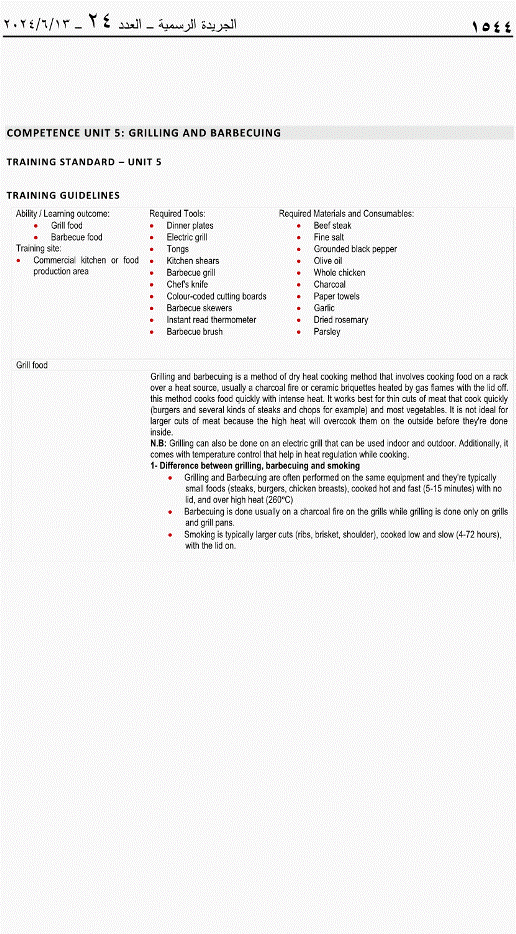 ١٥٤٤
الجريدة الرسمية – العدد ٢٤ – ٢٠٢٤/٦/١٣
COMPETENCE UNIT 5: GRILLING AND BARBECUING
TRAINING STANDARD – UNIT 5
TRAINING GUIDELINES
Ability / Learning outcome:
• Grill food
• Barbecue food
Training site:
• Commercial kitchen or food
production area
Required Tools:
• Dinner plates
• Electric grill
• Tongs
• Kitchen shears
• Barbecue grill
• Chef's knife
• Colour-coded cutting boards
• Barbecue skewers
• Instant read thermometer
• Barbecue brush
Required Materials and Consumables:
• Beef steak
• Fine salt
• Grounded black pepper
• Olive oil
• Whole chicken
• Charcoal
• Paper towels
• Garlic
• Dried rosemary
• Parsley
Grill food
Grilling and barbecuing is a method of dry heat cooking method that involves cooking food on a rack
over a heat source, usually a charcoal fire or ceramic briquettes heated by gas flames with the lid off.
this method cooks food quickly with intense heat. It works best for thin cuts of meat that cook quickly
(burgers and several kinds of steaks and chops for example) and most vegetables. It is not ideal for
larger cuts of meat because the high heat will overcook them on the outside before they're done
inside.
N.B: Grilling can also be done on an electric grill that can be used indoor and outdoor. Additionally, it
comes with temperature control that help in heat regulation while cooking.
1- Difference between grilling, barbecuing and smoking
• Grilling and Barbecuing are often performed on the same equipment and they're typically
small foods (steaks, burgers, chicken breasts), cooked hot and fast (5-15 minutes) with no
lid, and over high heat (260ºC)
• Barbecuing is done usually on a charcoal fire on the grills while grilling is done only on grills
and grill pans.
• Smoking is typically larger cuts (ribs, brisket, shoulder), cooked low and slow (4-72 hours),
with the lid on.